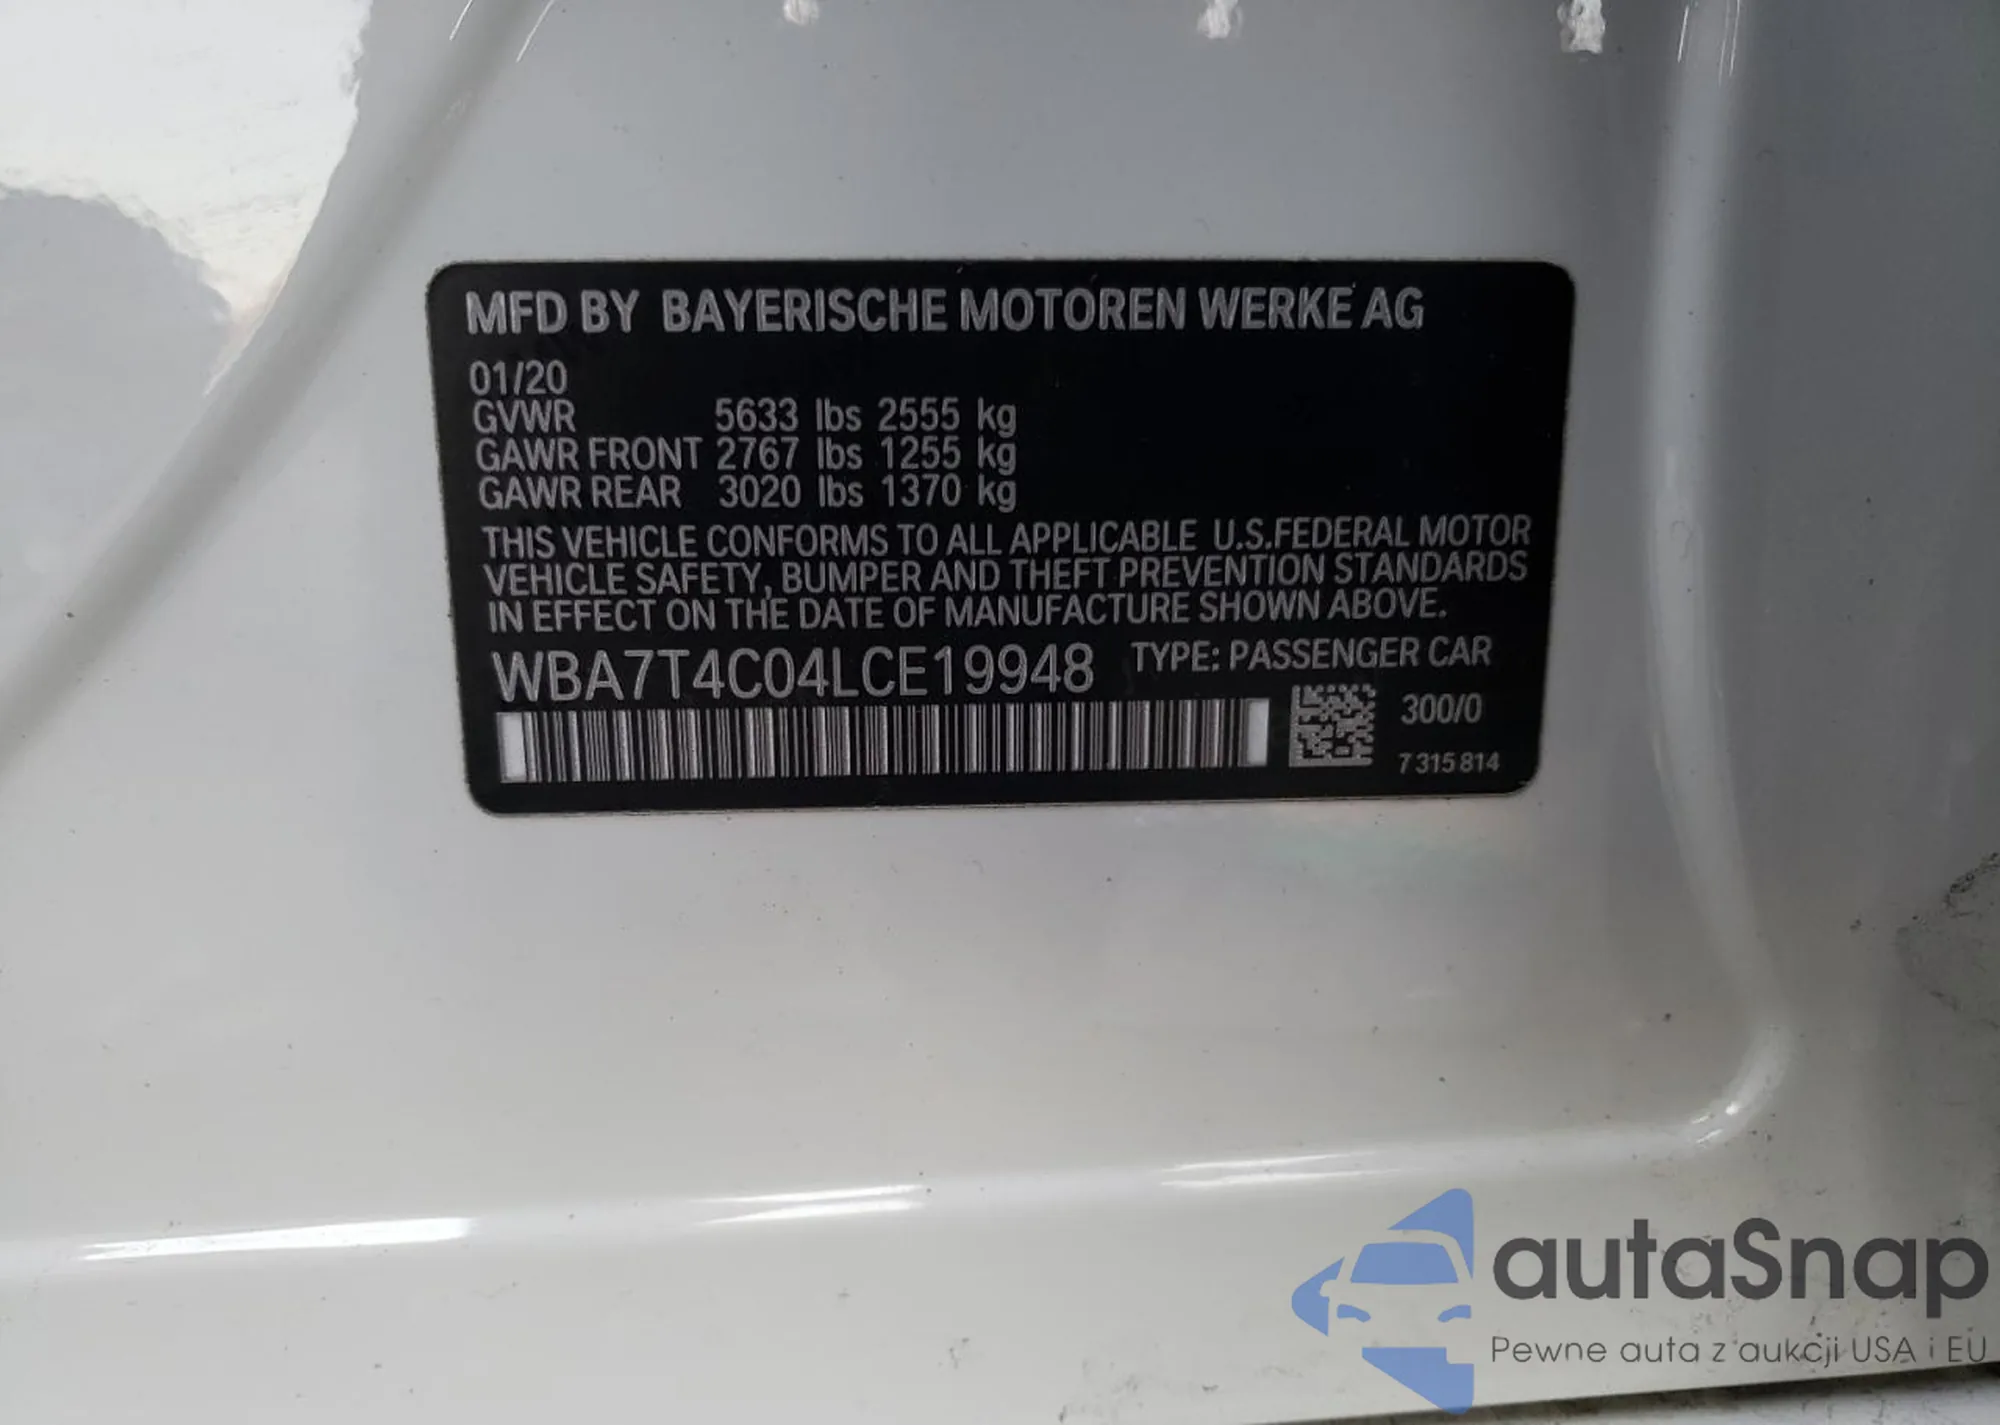 MFD BY BAYERISCHE MOTOREN WERKE AG
01/20
GVWR 5633 lbs 2555 kg
GAWR FRONT 2767 lbs 1255 kg
GAWR REAR 3020 lbs 1370 kg
THIS VEHICLE CONFORMS TO ALL APPLICABLE U.S.FEDERAL MOTOR
VEHICLE SAFETY, BUMPER AND THEFT PREVENTION STANDARDS
IN EFFECT ON THE DATE OF MANUFACTURE SHOWN ABOVE.
WBA7T4C04LCE19948 TYPE: PASSENGER CAR
300/0
7 315 814
autaSnap
Pewne auta z aukcji USA i EU